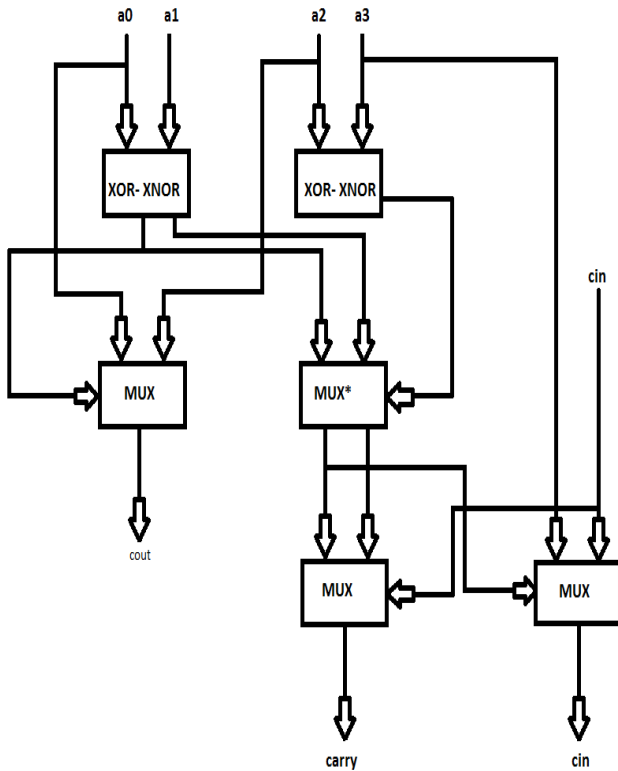 a0 a1 a2 a3
XOR- XNOR XOR- XNOR
cin
MUX MUX*
cout
MUX MUX
carry cin